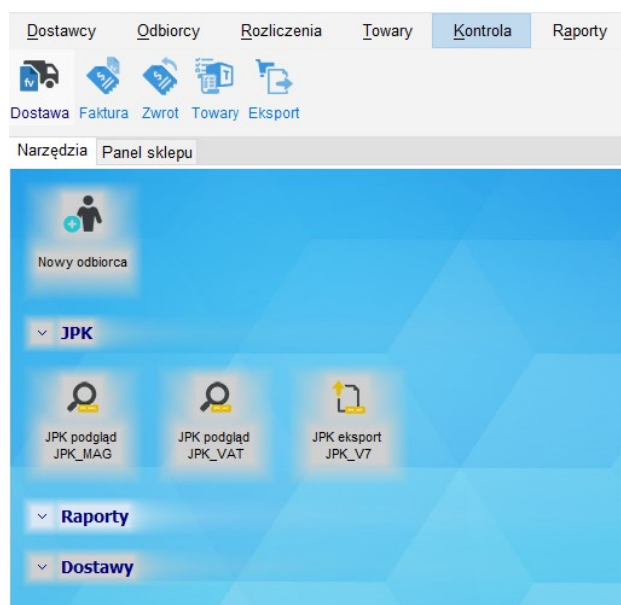 Dostawcy Odbiorcy Rozliczenia Towary Kontrola Raporty
fv
Dostawa Faktura Zwrot Towary Eksport
Narzędzia Panel sklepu
Nowy odbiorca
JPK
JPK podgląd JPK podgląd JPK eksport
JPK_MAG JPK_VAT JPK_V7
Raporty
Dostawy